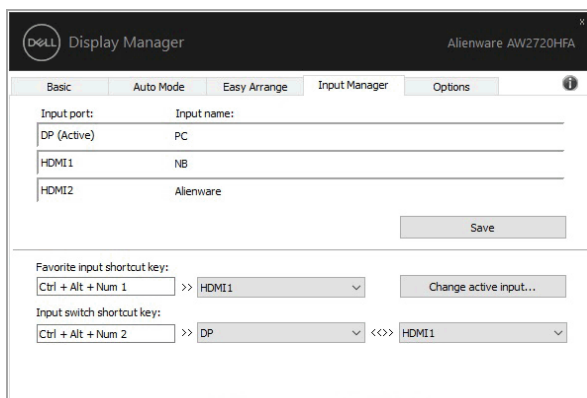 DELL Display Manager Alienware AW2720HFA x
Basic Auto Mode Easy Arrange Input Manager Options i
Input port: Input name:
DP (Active) PC
HDMI1 NB
HDMI2 Alienware
Save
Favorite input shortcut key:
Ctrl + Alt + Num 1 >> HDMI1 Change active input...
Input switch shortcut key:
Ctrl + Alt + Num 2 >> DP <<>> HDMI1